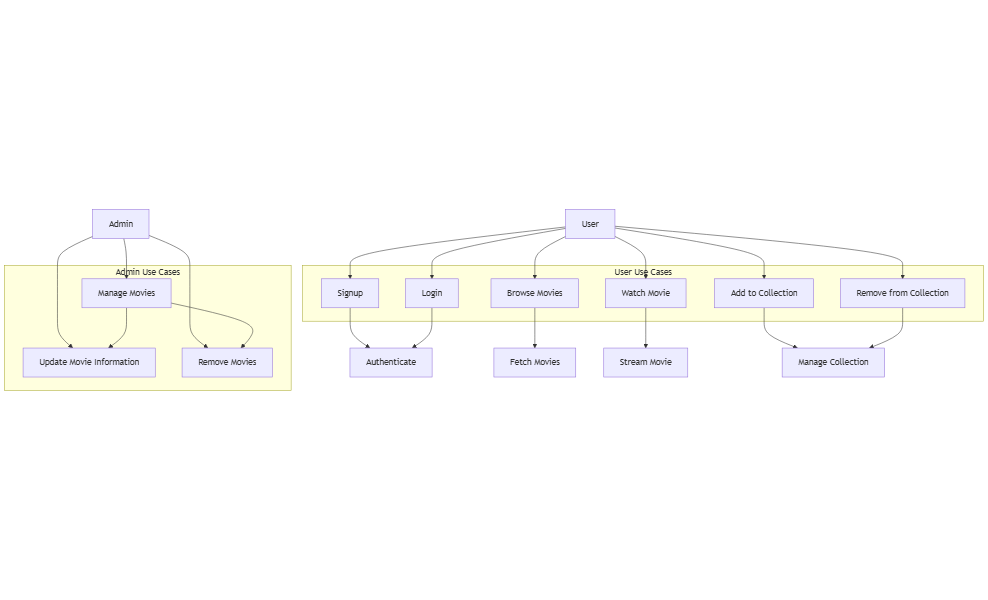 Admin
User
Admin Use Cases
User Use Cases
Manage Movies
Signup
Login
Browse Movies
Watch Movie
Add to Collection
Remove from Collection
Update Movie Information
Remove Movies
Authenticate
Fetch Movies
Stream Movie
Manage Collection